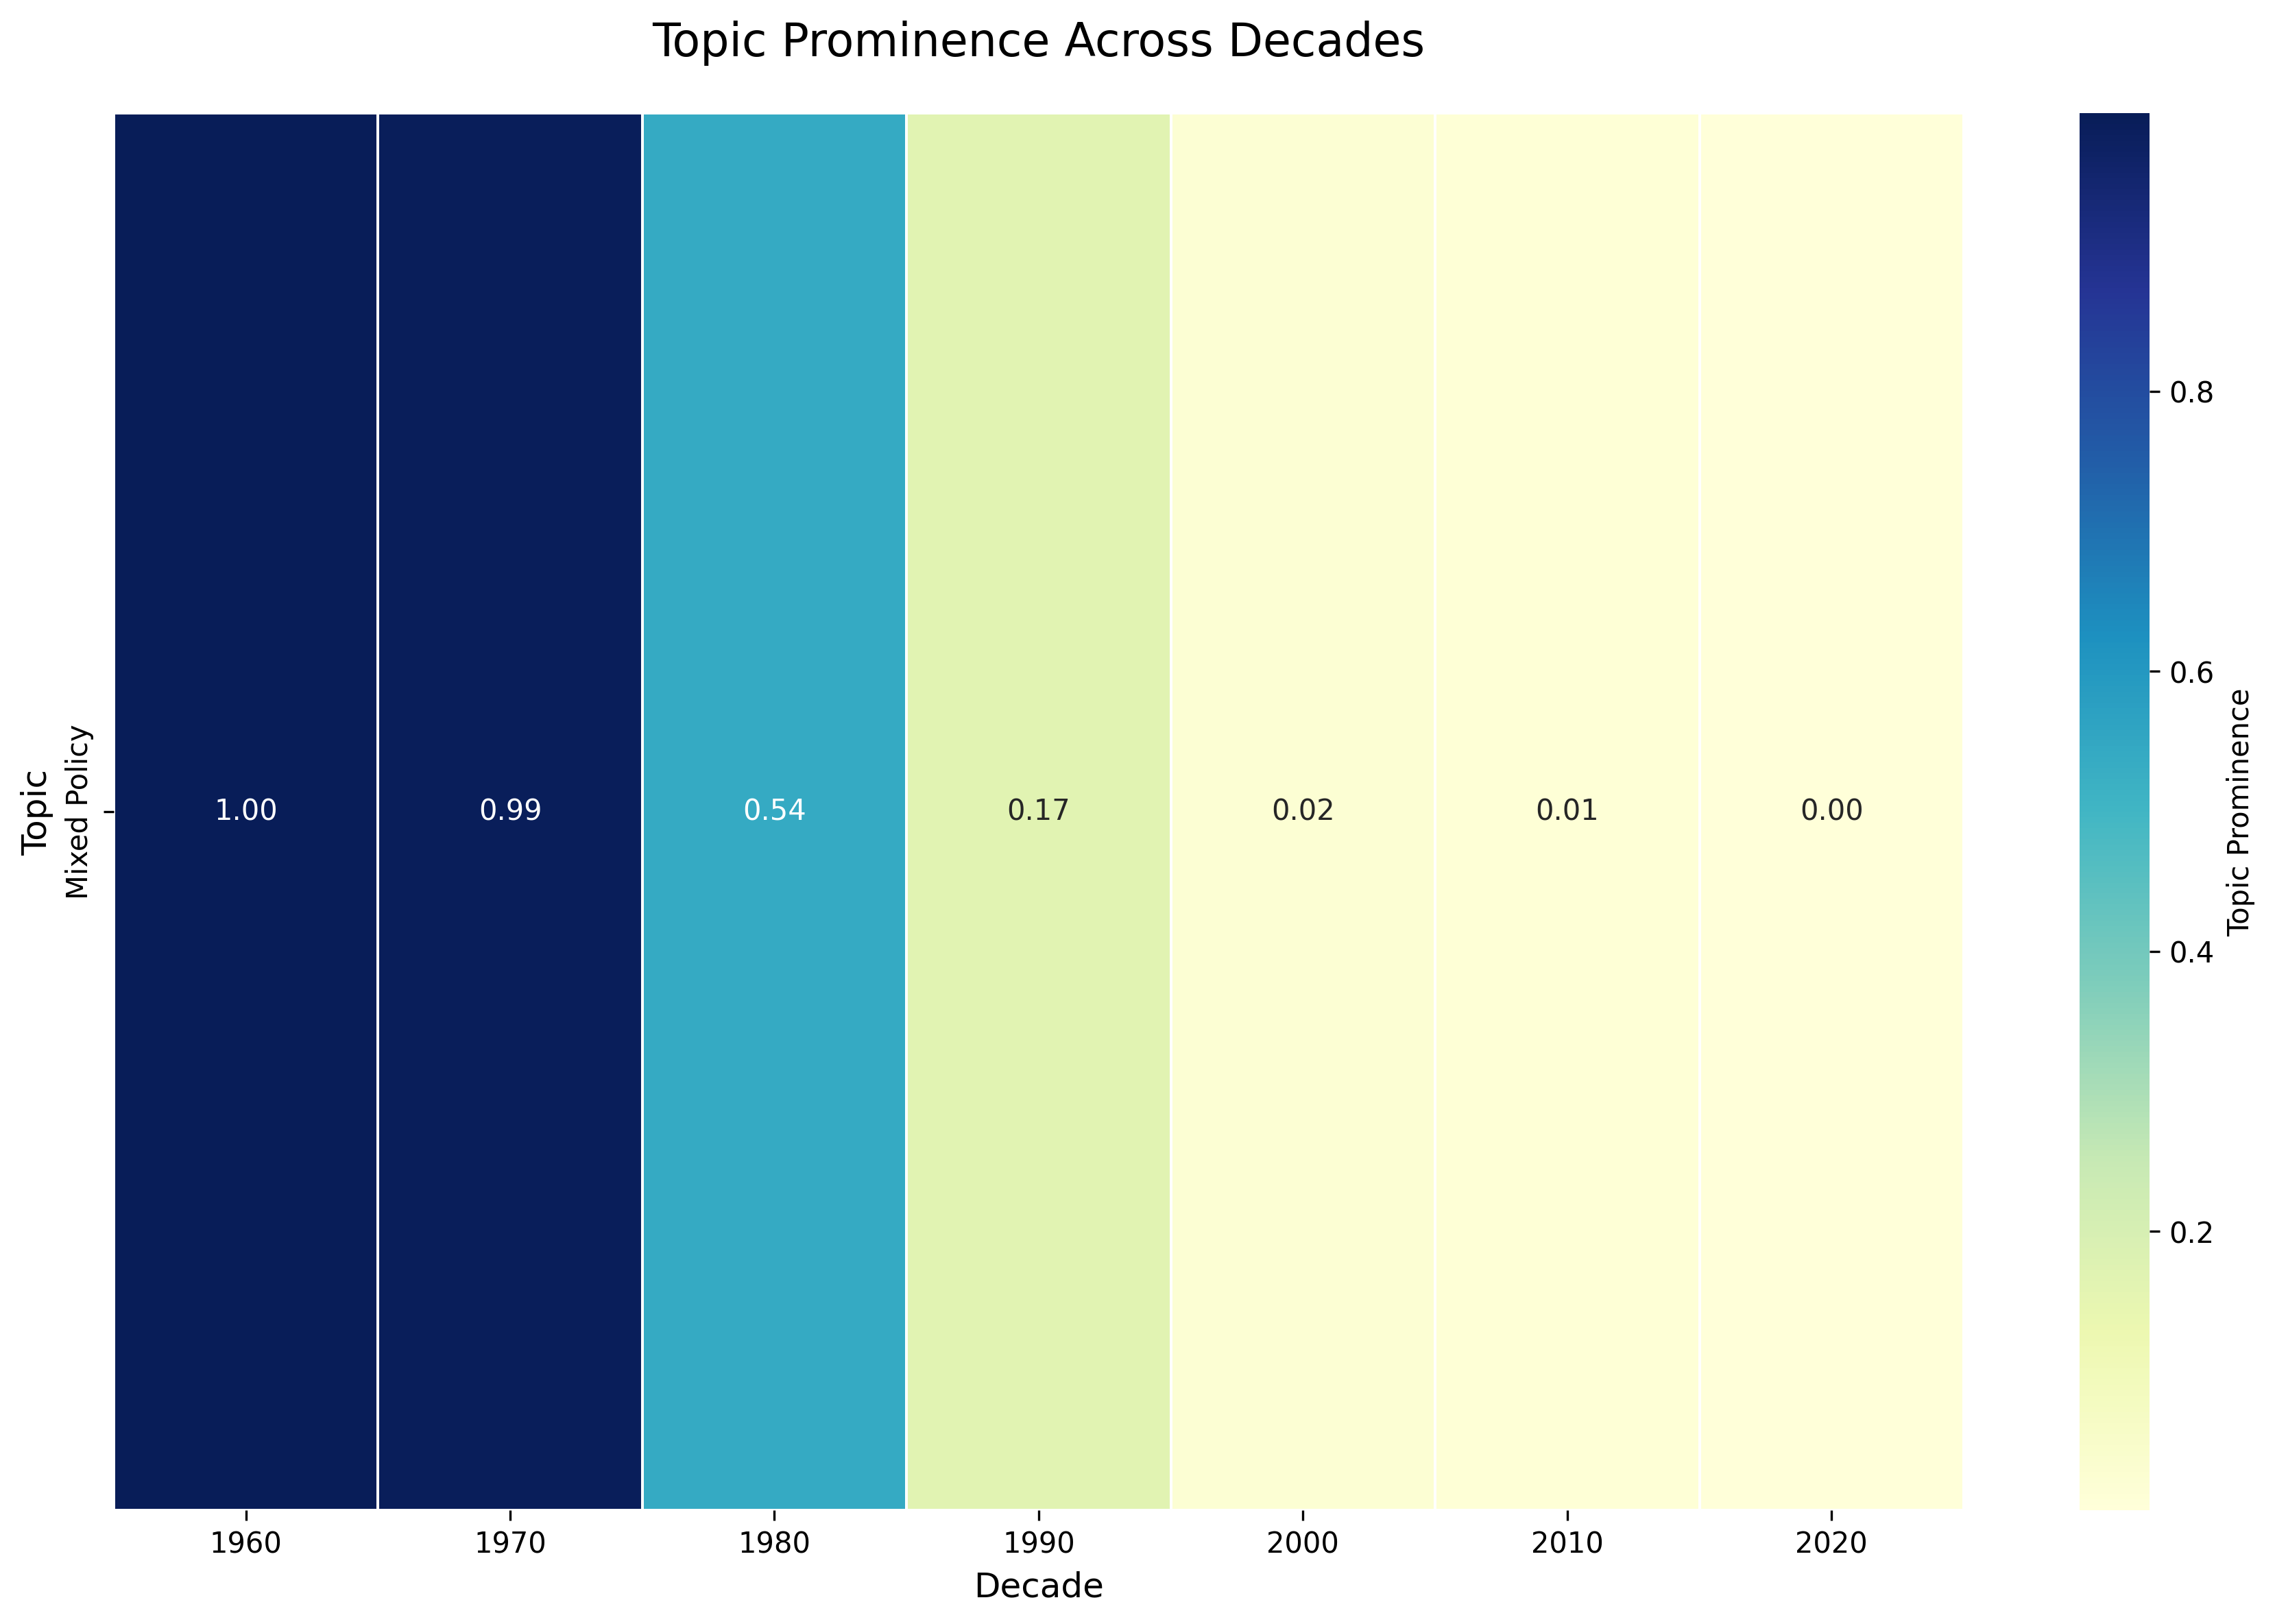 Topic Prominence Across Decades
Topic
Mixed Policy
1.00 0.99 0.54 0.17 0.02 0.01 0.00
1960 1970 1980 1990 2000 2010 2020
Decade
0.8
0.6
0.4
0.2
Topic Prominence